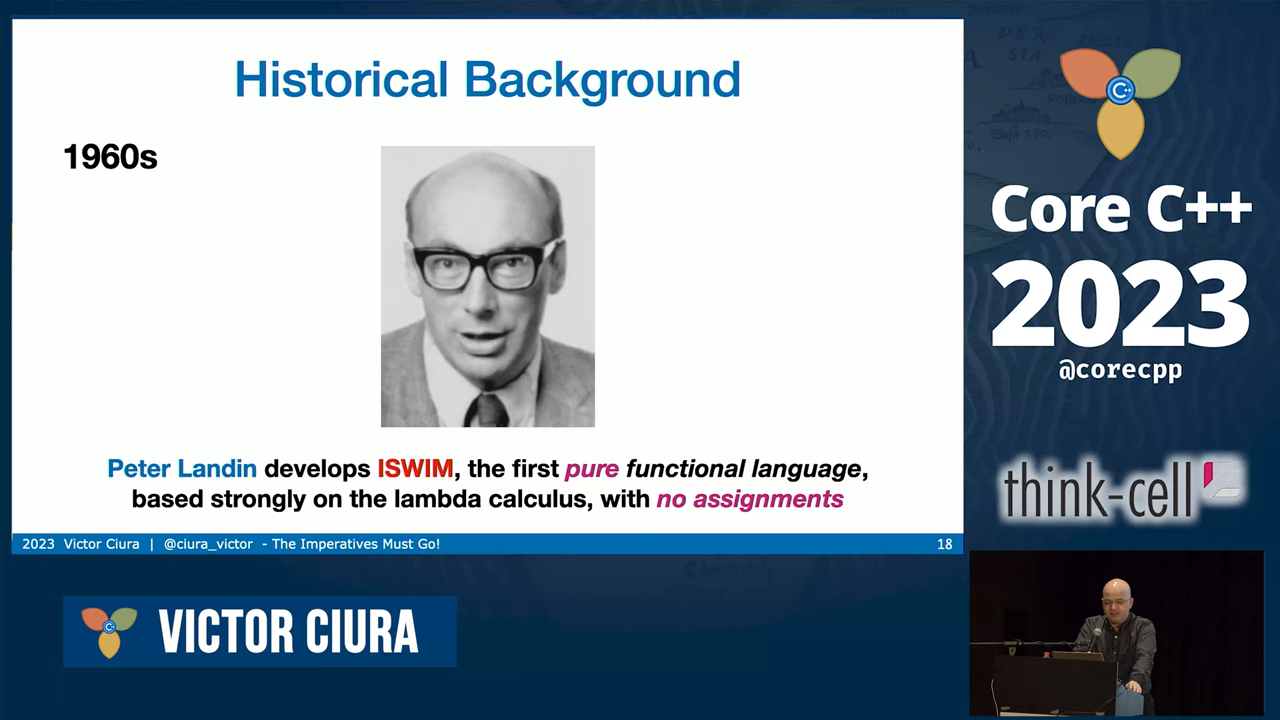 Historical Background
1960s
Peter Landin develops ISWIM, the first pure functional language,
based strongly on the lambda calculus, with no assignments
2023 Victor Ciura | @ciura_victor - The Imperatives Must Go!
18
C++
Core C++
2023
@corecpp
think-cell
C++
VICTOR CIURA